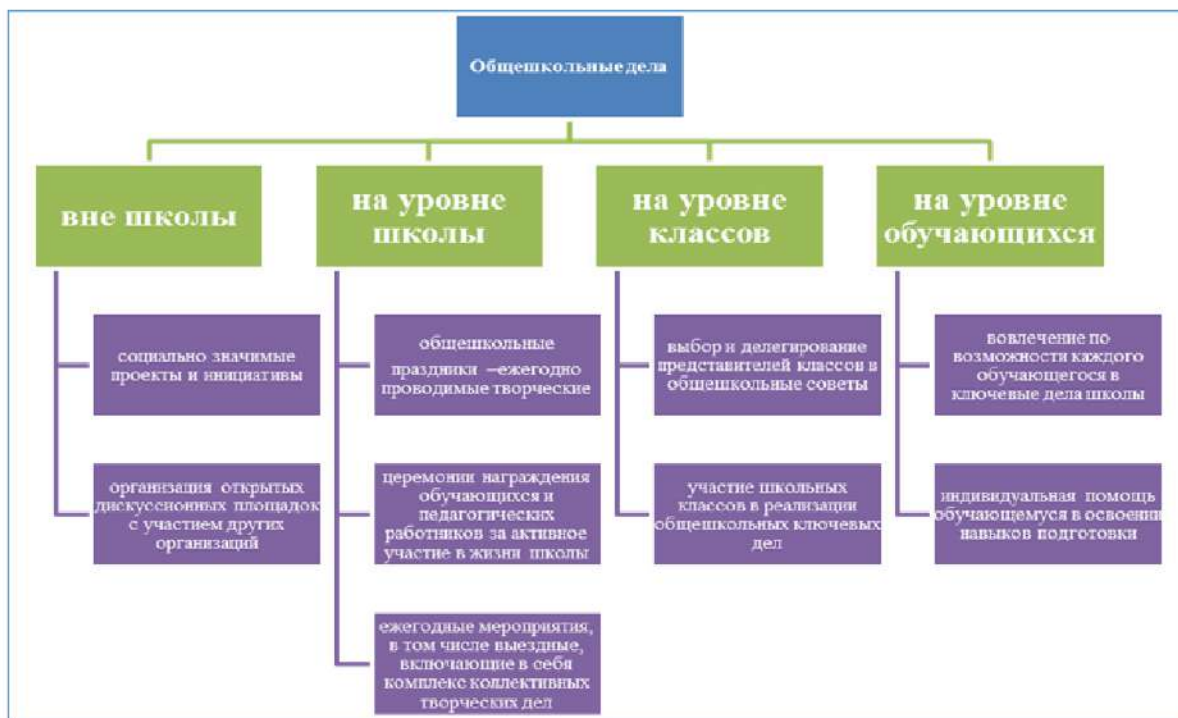 Общешкольные дела
вне школы
социально значимые
проекты и инициативы
организация открытых
дискуссионных площадок
с участием других
организаций
на уровне
школы
общешкольные
праздники –ежегодно
проводимые творческие
церемонии награждения
обучающихся и
педагогических
работников за активное
участие в жизни школы
ежегодные мероприятия,
в том числе выездные,
включающие в себя
комплекс коллективных
творческих дел
на уровне
классов
выбор и делегирование
представителей классов в
общешкольные советы
участие школьных
классов в реализации
общешкольных ключевых
дел
на уровне
обучающихся
вовлечение по
возможности каждого
обучающегося в
ключевые дела школы
индивидуальная помощь
обучающемуся в освоении
навыков подготовки